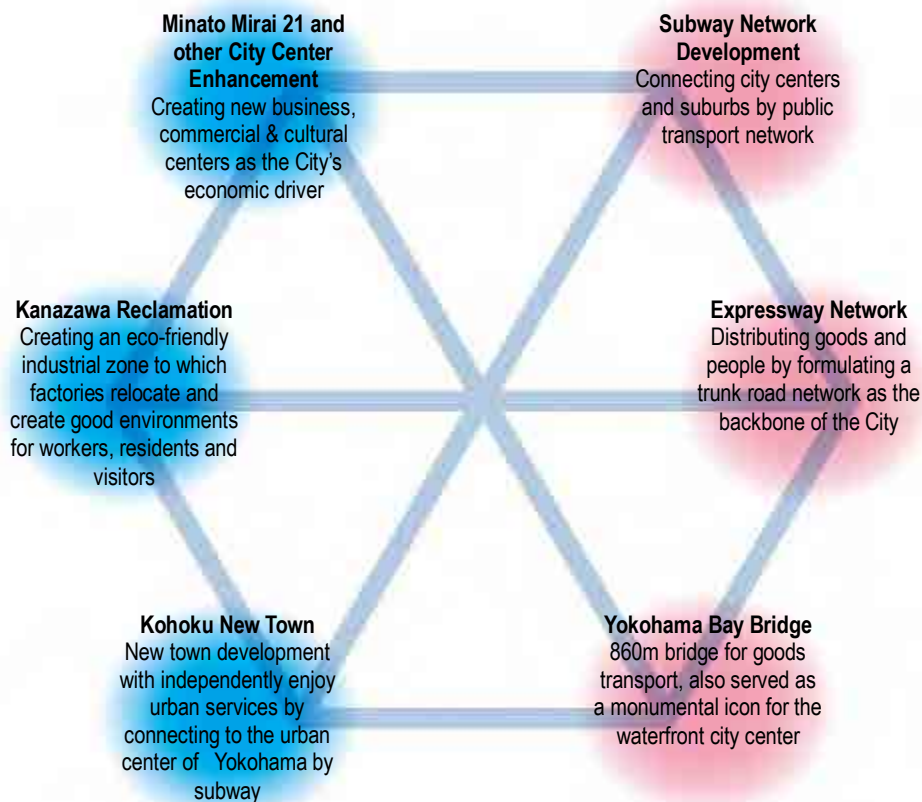 Minato Mirai 21 and
other City Center
Enhancement
Creating new business,
commercial & cultural
centers as the City's
economic driver
Subway Network
Development
Connecting city centers
and suburbs by public
transport network
Kanazawa Reclamation
Creating an eco-friendly
industrial zone to which
factories relocate and
create good environments
for workers, residents and
visitors
Expressway Network
Distributing goods and
people by formulating a
trunk road network as the
backbone of the City
Kohoku New Town
New town development
with independently enjoy
urban services by
connecting to the urban
center of Yokohama by
subway
Yokohama Bay Bridge
860m bridge for goods
transport, also served as
a monumental icon for the
waterfront city center